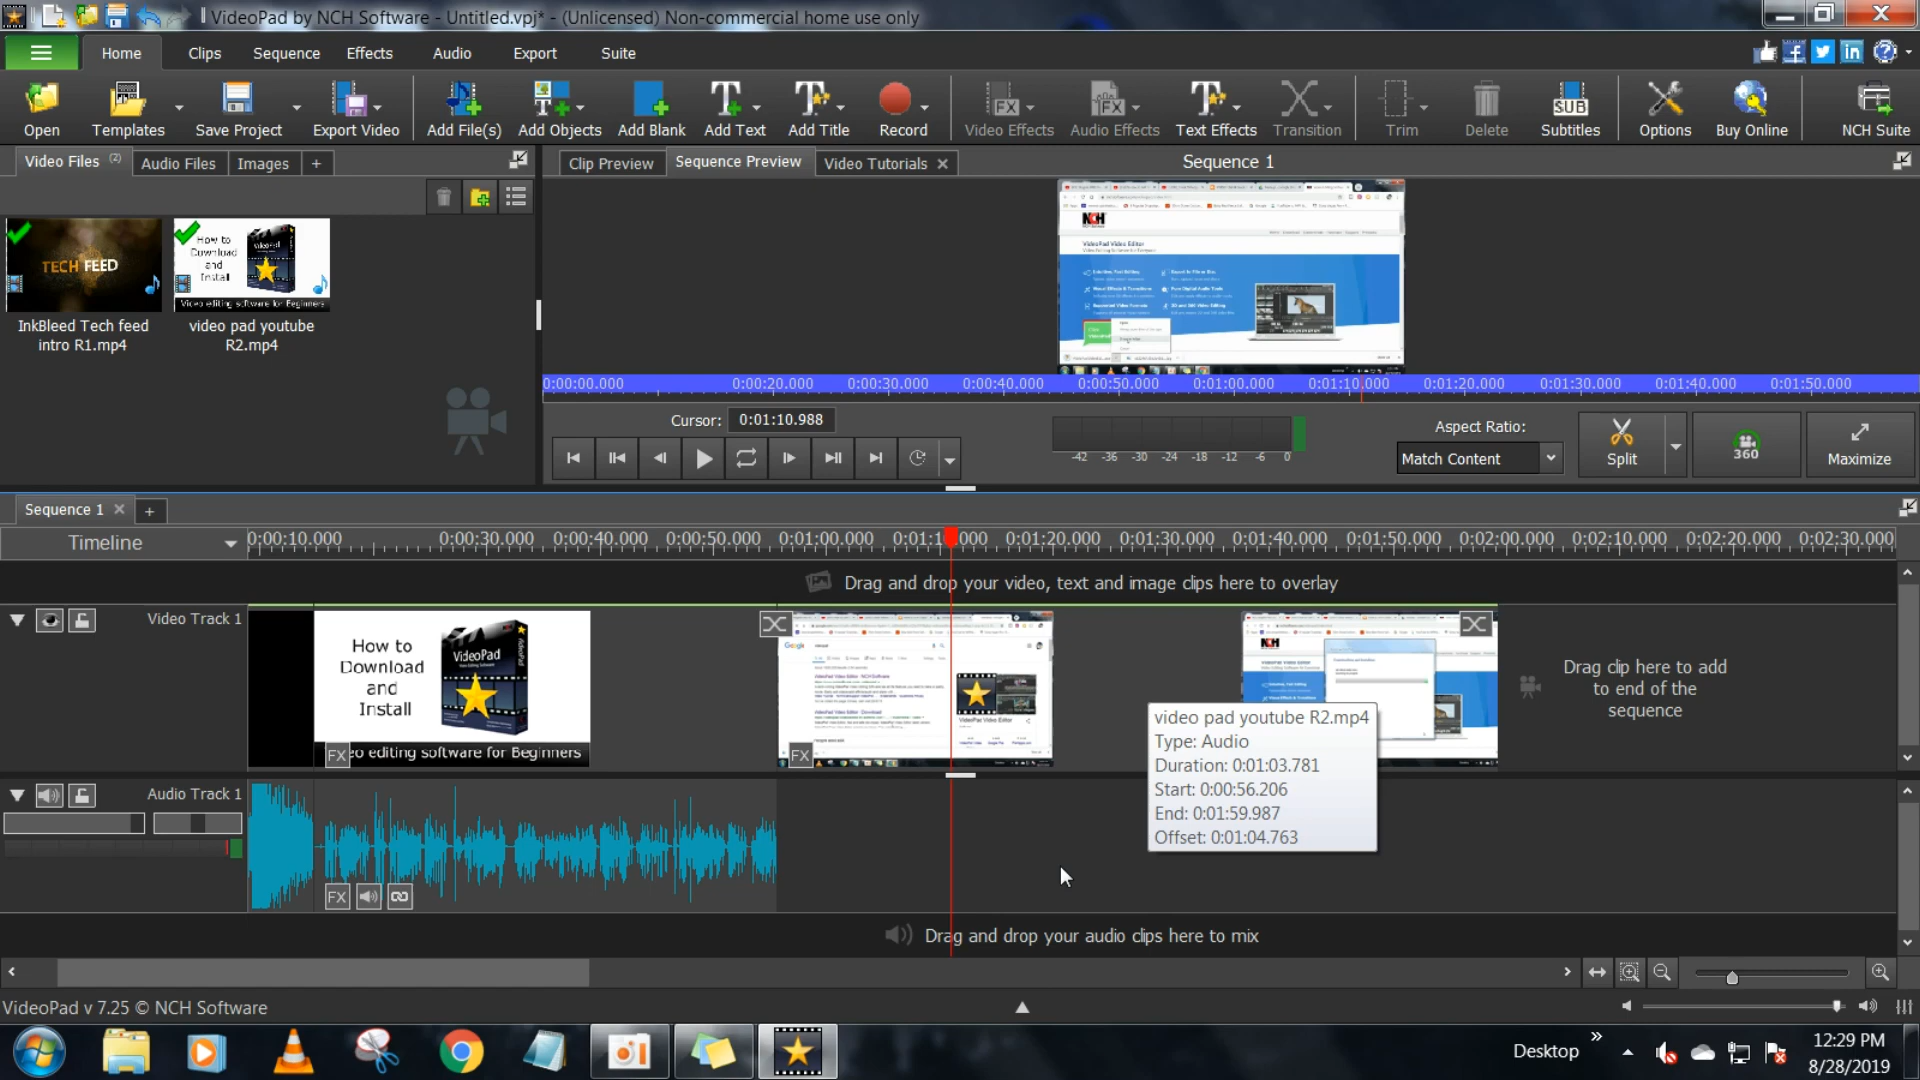 VideoPad by NCH Software - Untitled.vpj* - (Unlicensed) Non-commercial home use only
Home Clips Sequence Effects Audio Export Suite
Open Templates Save Project Export Video Add File(s) Add Objects Add Blank Add Text Add Title Record Video Effects Audio Effects Text Effects Transition Trim Delete Subtitles Options Buy Online NCH Suite
Video Files (2) Audio Files Images +
Clip Preview Sequence Preview Video Tutorials Sequence 1
TECH FEED
How to
Download
and
Install
VideoPad
Video editing software for Beginners
InkBleed Tech feed
intro R1.mp4
video pad youtube
R2.mp4
NCH
VideoPad Video Editor
0:00:00.000 0:00:20.000 0:00:30.000 0:00:40.000 0:00:50.000 0:01:00.000 0:01:10.000 0:01:20.000 0:01:30.000 0:01:40.000 0:01:50.000
Cursor: 0:01:10.988
-42 -36 -30 -24 -18 -12 -6 0
Aspect Ratio:
Match Content
Split
360
Maximize
Sequence 1 +
Timeline
0:00:10.000 0:00:30.000 0:00:40.000 0:00:50.000 0:01:00.000 0:01:20.000 0:01:30.000 0:01:40.000 0:01:50.000 0:02:00.000 0:02:10.000 0:02:20.000 0:02:30.000
Drag and drop your video, text and image clips here to overlay
Video Track 1
How to
Download
and
Install
VideoPad
eo editing software for Beginners
FX
Google
VideoPad Video Editor
FX
NCH
Drag clip here to add
to end of the
sequence
video pad youtube R2.mp4
Type: Audio
Duration: 0:01:03.781
Start: 0:00:56.206
End: 0:01:59.987
Offset: 0:01:04.763
Audio Track 1
FX
Drag and drop your audio clips here to mix
VideoPad v 7.25 © NCH Software
Desktop
12:29 PM
8/28/2019